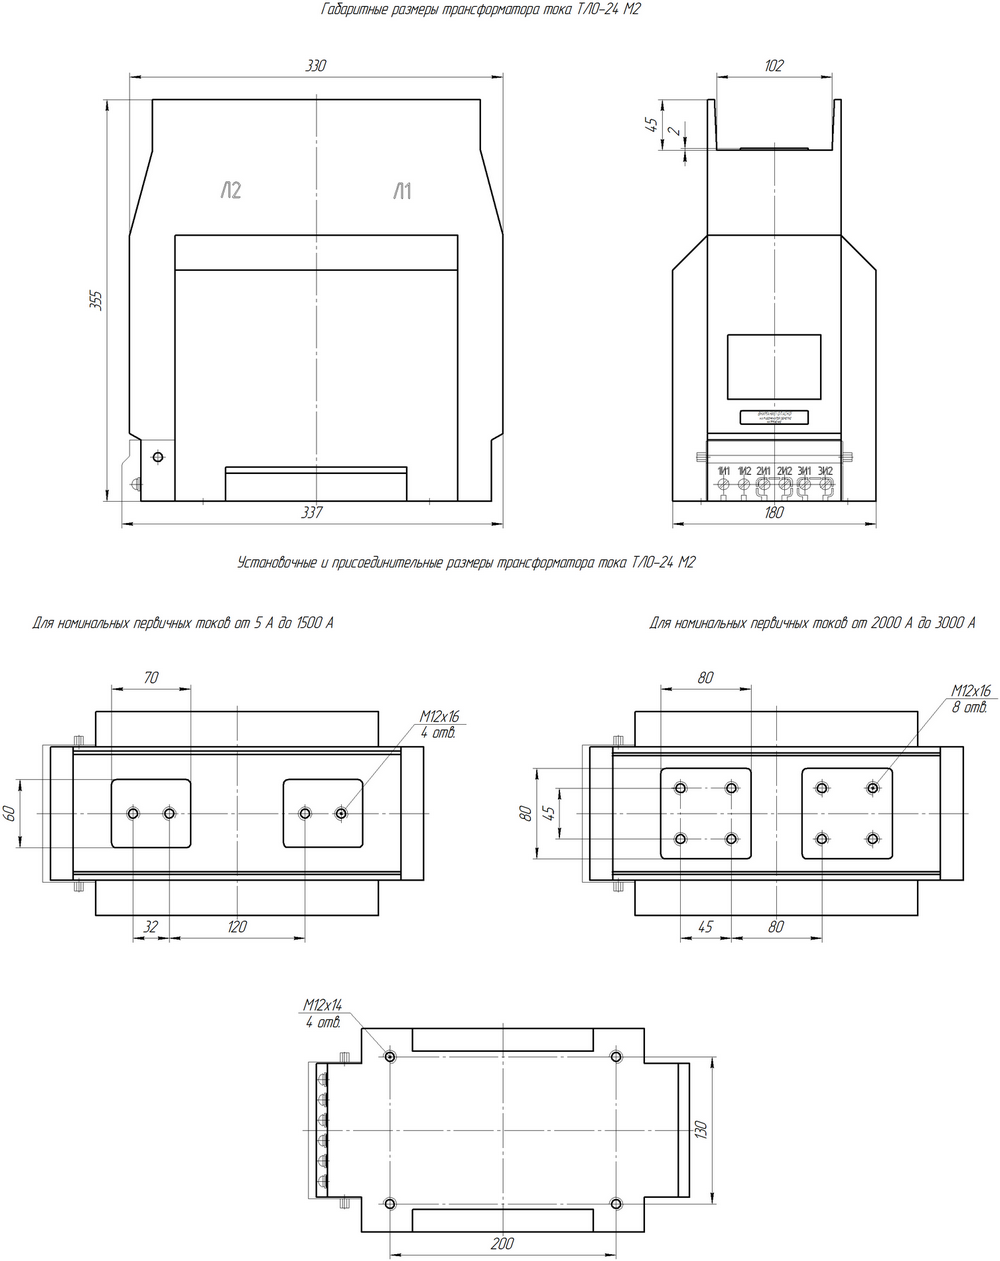 Габаритные размеры трансформатора тока ТЛО-24 М2
330
102
45
2
Л2
Л1
355
1И1 1И2 2И1 2И2 3И1 3И2
337
180
Установочные и присоединительные размеры трансформатора тока ТЛО-24 М2
Для номинальных первичных токов от 5 А до 1500 А
Для номинальных первичных токов от 2000 А до 3000 А
70
М12х16
4 отв.
60
32
120
80
М12х16
8 отв.
80
45
45
80
М12х14
4 отв.
130
200